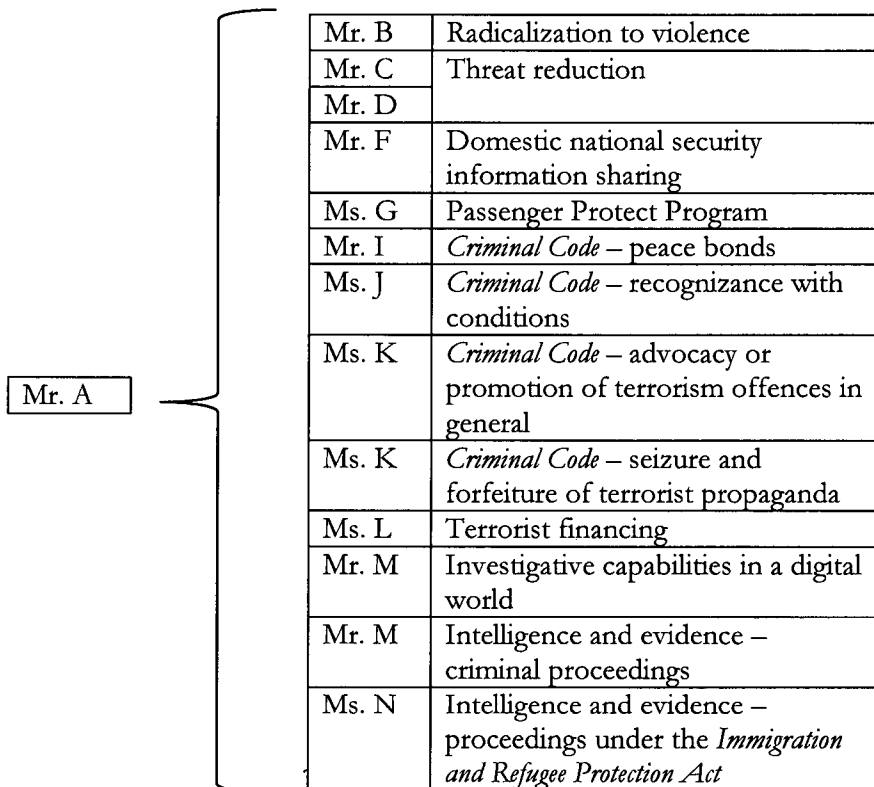 Mr. B Radicalization to violence
Mr. C Threat reduction
Mr. D
Mr. F Domestic national security
information sharing
Ms. G Passenger Protect Program
Mr. I Criminal Code – peace bonds
Ms. J Criminal Code – recognizance with
conditions
Ms. K Criminal Code – advocacy or
promotion of terrorism offences in
general
Mr. A
Ms. K Criminal Code – seizure and
forfeiture of terrorist propaganda
Ms. L Terrorist financing
Mr. M Investigative capabilities in a digital
world
Mr. M Intelligence and evidence –
criminal proceedings
Ms. N Intelligence and evidence –
proceedings under the Immigration
and Refugee Protection Act